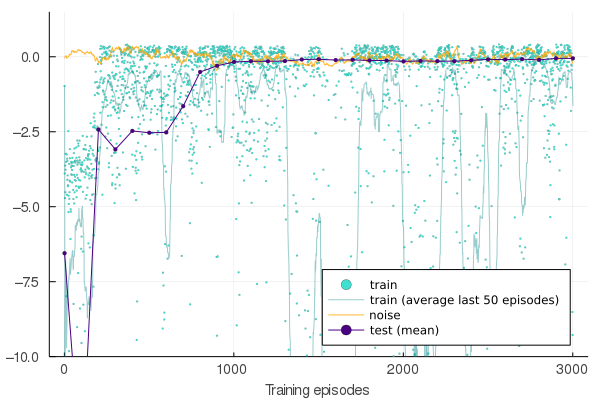 0.0
−2.5
−5.0
−7.5
−10.0
train
train (average last 50 episodes)
noise
test (mean)
0 1000 2000 3000
Training episodes